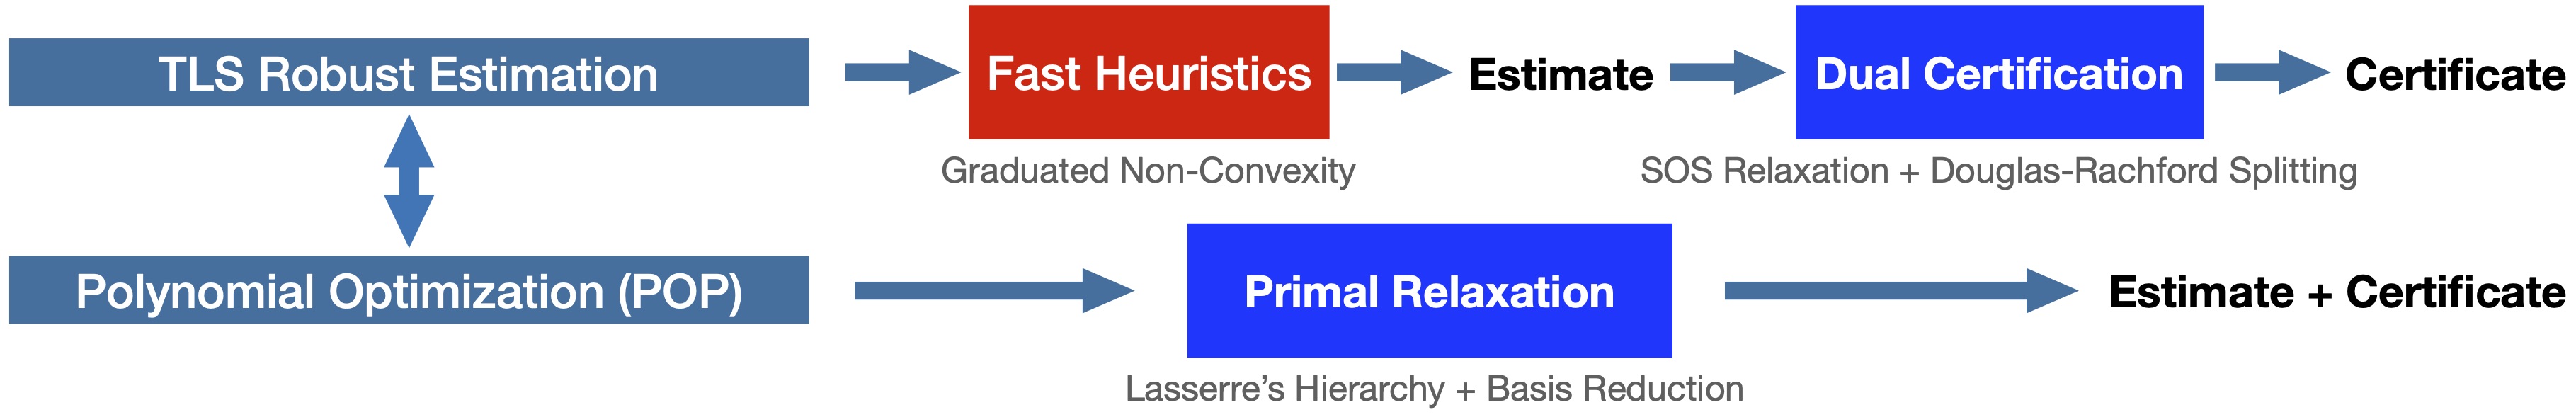 TLS Robust Estimation
Fast Heuristics
Estimate
Dual Certification
Certificate
Graduated Non-Convexity
SOS Relaxation + Douglas-Rachford Splitting
Polynomial Optimization (POP)
Primal Relaxation
Estimate + Certificate
Lasserre’s Hierarchy + Basis Reduction